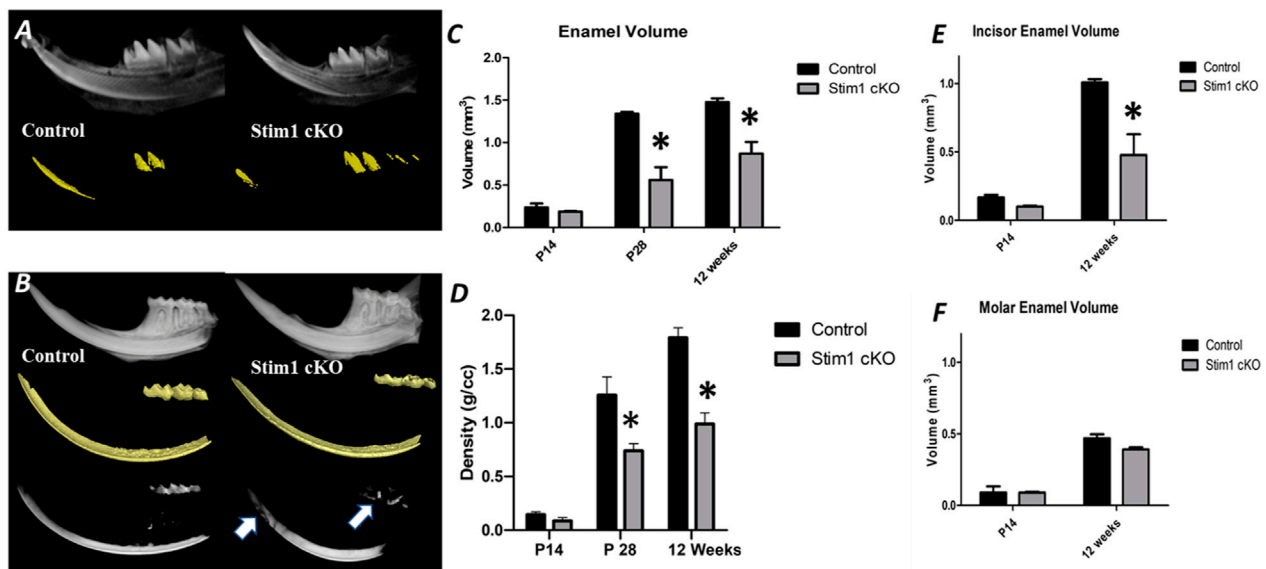 A
Control
Stim1 cKO
B
Control
Stim1 cKO
C
Enamel Volume
Volume (mm3)
2.0
1.5
1.0
0.5
0.0
P14
P28
12 weeks
Control
Stim1 cKO
*
*
D
Density (g/cc)
2.0
1.5
1.0
0.5
0.0
P14
P 28
12 Weeks
Control
Stim1 cKO
*
*
E
Incisor Enamel Volume
Volume (mm3)
1.0
0.5
0.0
P14
12 weeks
Control
Stim1 cKO
*
F
Molar Enamel Volume
Volume (mm3)
1.0
0.5
0.0
P14
12 weeks
Control
Stim1 cKO